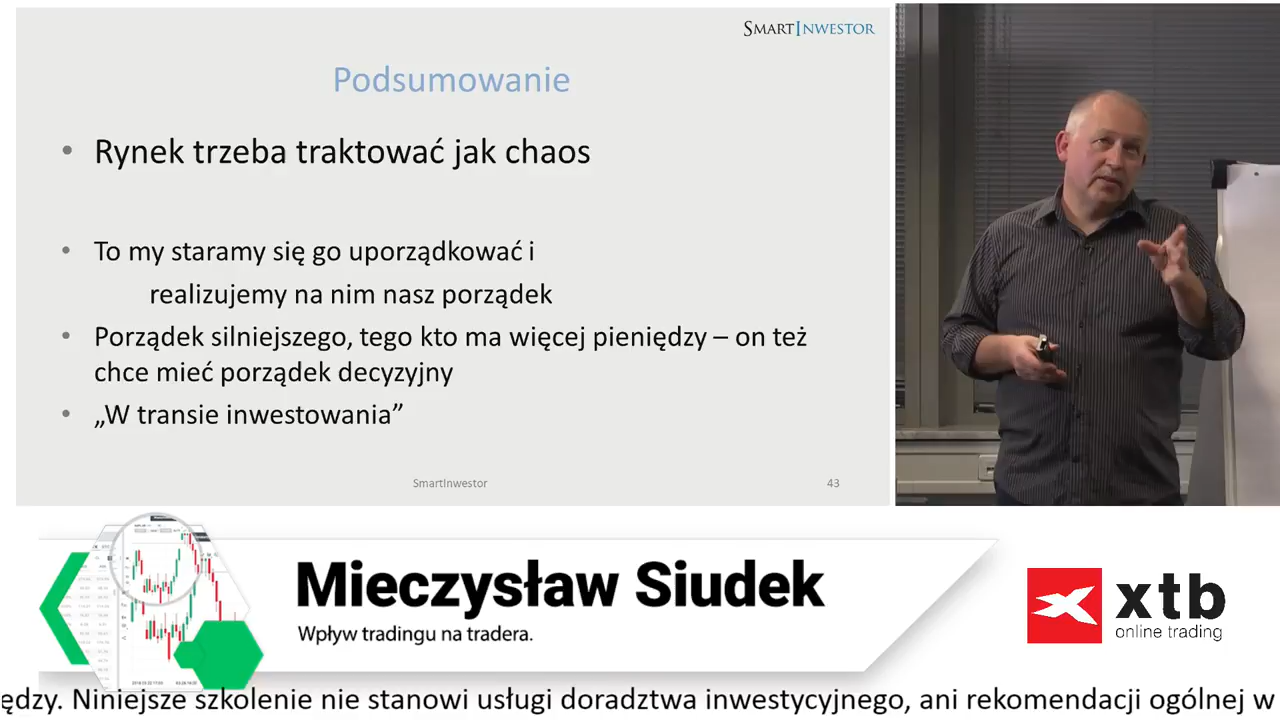 SMARTINWESTOR
Podsumowanie
• Rynek trzeba traktować jak chaos
• To my staramy się go uporządkować i
realizujemy na nim nasz porządek
• Porządek silniejszego, tego kto ma więcej pieniędzy – on też
chce mieć porządek decyzyjny
• „W transie inwestowania”
SmartInwestor
43
Mieczysław Siudek
Wpływ tradingu na tradera.
xtb
online trading
ędzy. Niniejsze szkolenie nie stanowi usługi doradztwa inwestycyjnego, ani rekomendacji ogólnej w